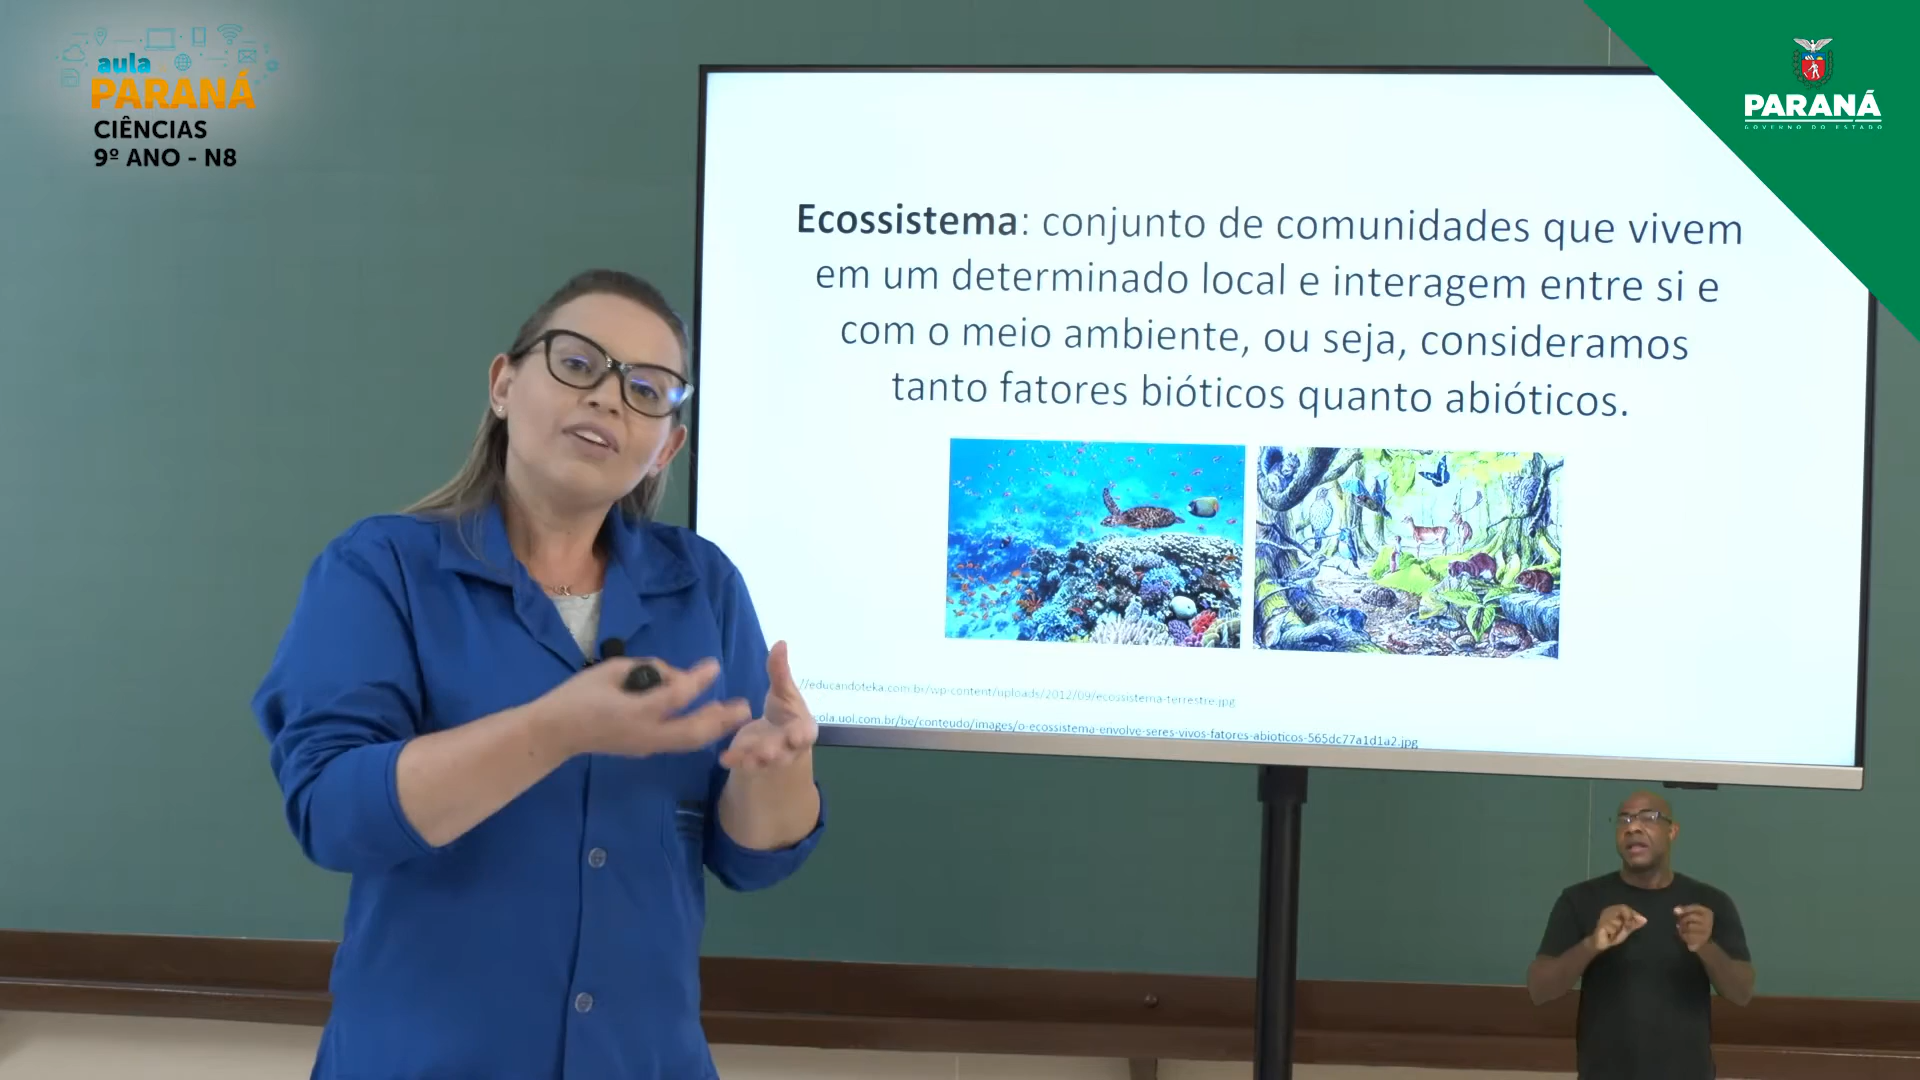 aula
PARANÁ
CIÊNCIAS
9º ANO - N8
PARANÁ
GOVERNO DO ESTADO
Ecossistema: conjunto de comunidades que vivem
em um determinado local e interagem entre si e
com o meio ambiente, ou seja, consideramos
tanto fatores bióticos quanto abióticos.
//educandoteka.com.br/wp-content/uploads/2012/09/ecossistema-terrestre.jpg
cola.uol.com.br/be/conteudo/images/o-ecossistema-envolve-seres-vivos-fatores-abioticos-565dc77a1d1a2.jpg